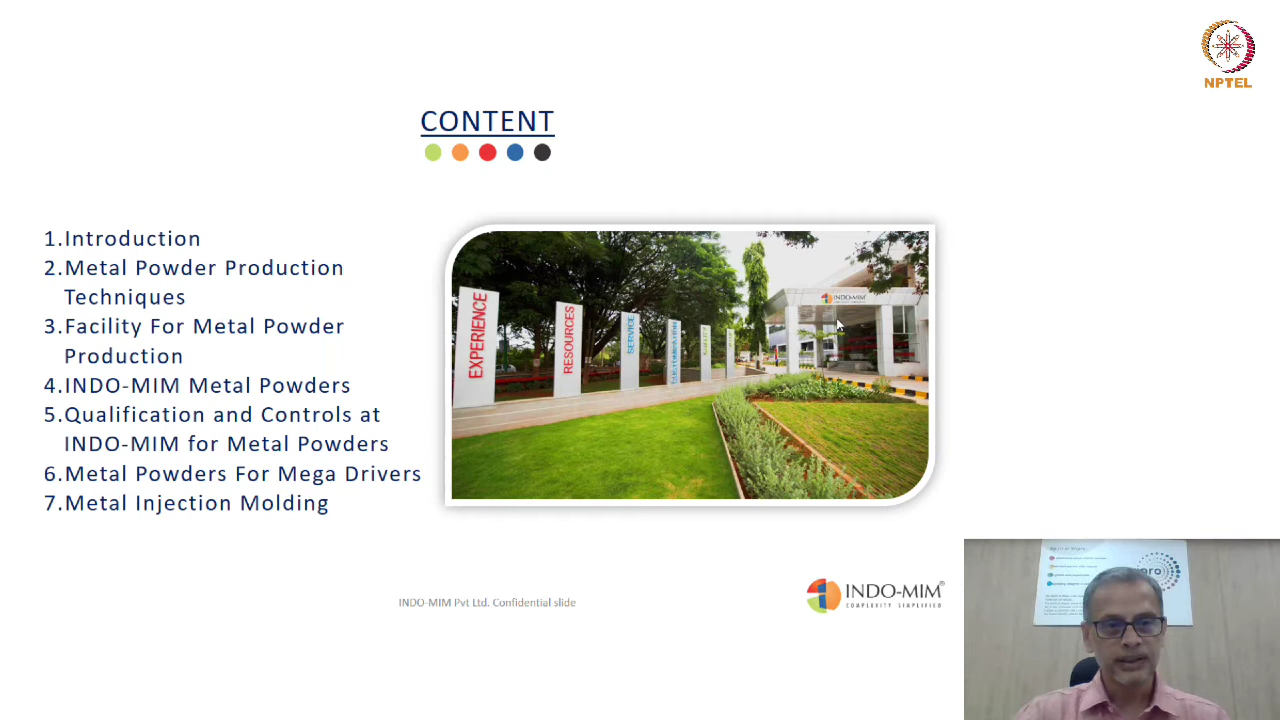 NPTEL
CONTENT
1.Introduction
2.Metal Powder Production
Techniques
3.Facility For Metal Powder
Production
4.INDO-MIM Metal Powders
5.Qualification and Controls at
INDO-MIM for Metal Powders
6.Metal Powders For Mega Drivers
7.Metal Injection Molding
EXPERIENCE
RESOURCES
SERVICE
INDO-MIM
INDO-MIM Pvt Ltd. Confidential slide
INDO-MIM®
COMPLEXITY SIMPLIFIED